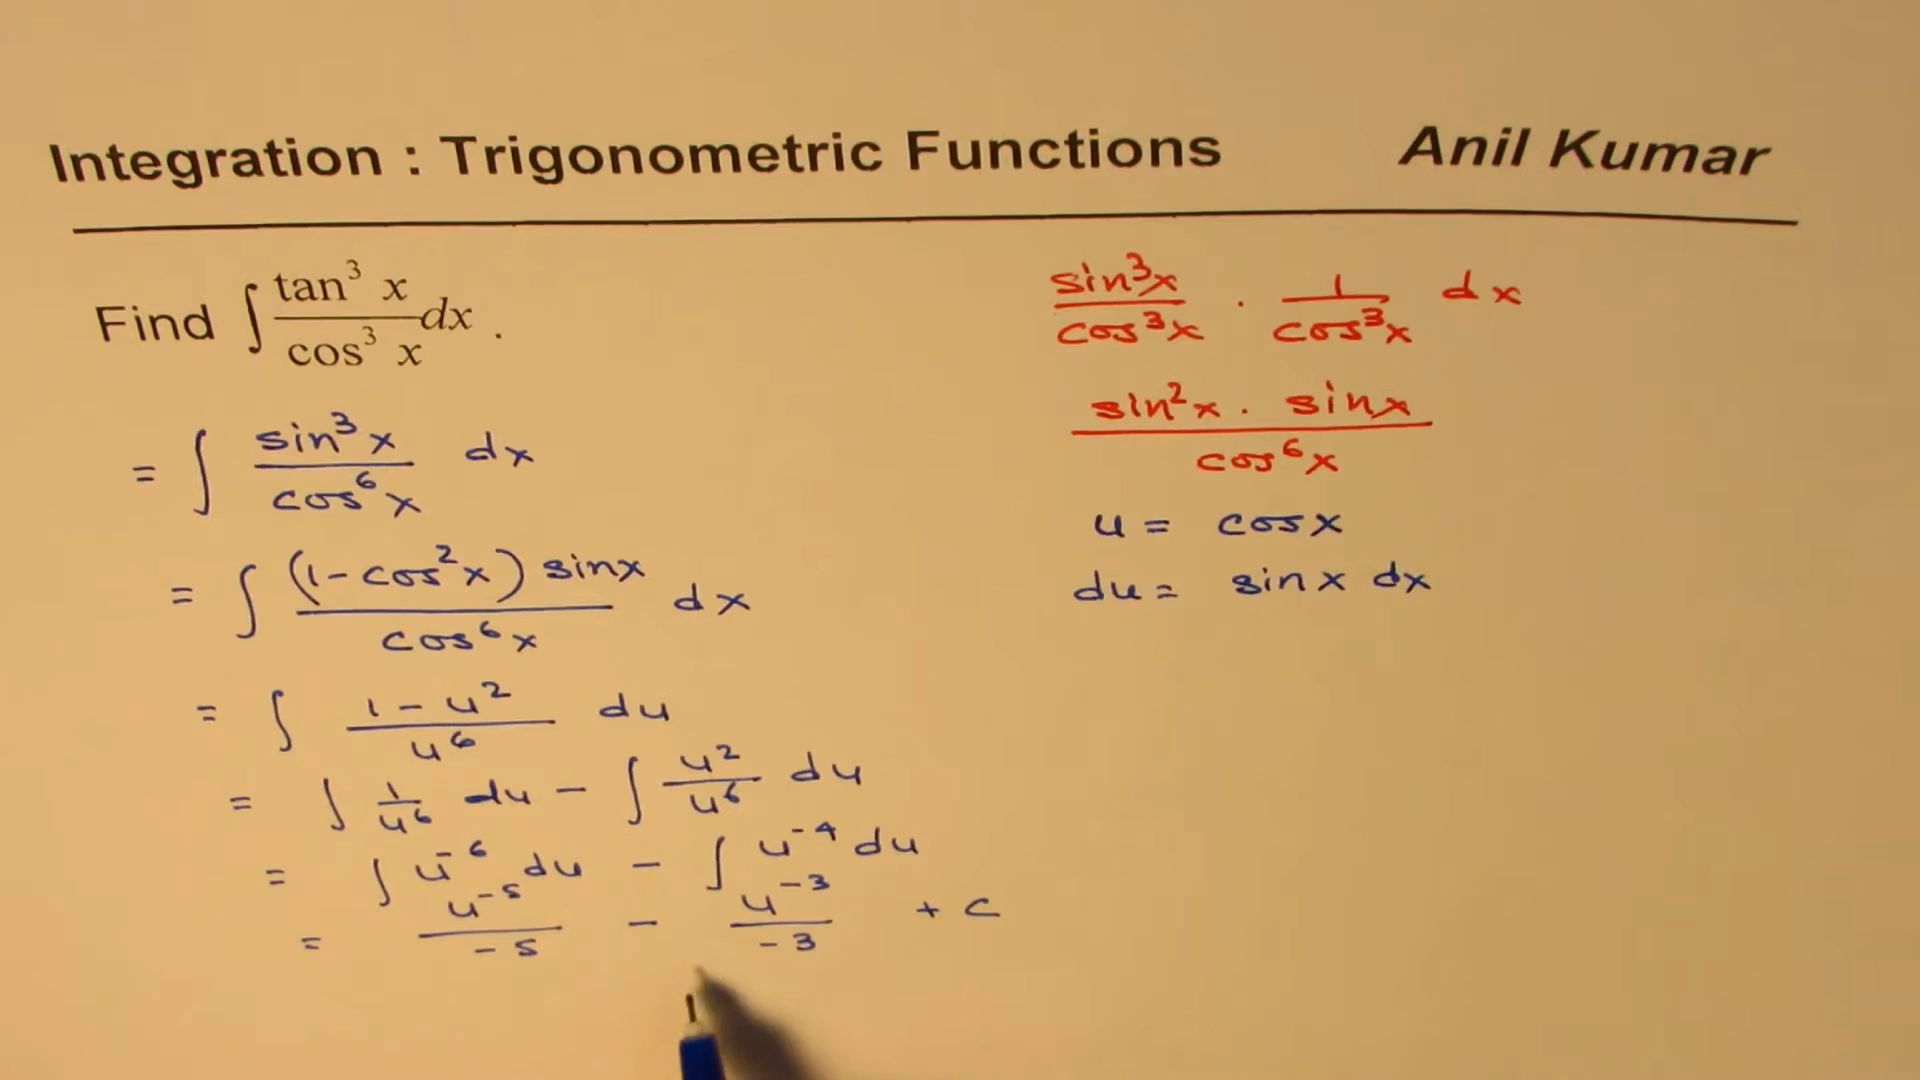 Integration : Trigonometric Functions Anil Kumar
Find ∫ tan³ x / cos³ x dx .
= ∫ sin³x / cos⁶x dx
= ∫ (1 - cos²x) sinx / cos⁶x dx
= ∫ 1 - u² / u⁶ du
= ∫ 1/u⁶ du - ∫ u²/u⁶ du
= ∫ u⁻⁶ du - ∫ u⁻⁴ du
= u⁻⁵ / -5 - u⁻³ / -3 + c
sin³x / cos³x · 1 / cos³x dx
sin²x · sinx / cos⁶x
u = cosx
du = sinx dx